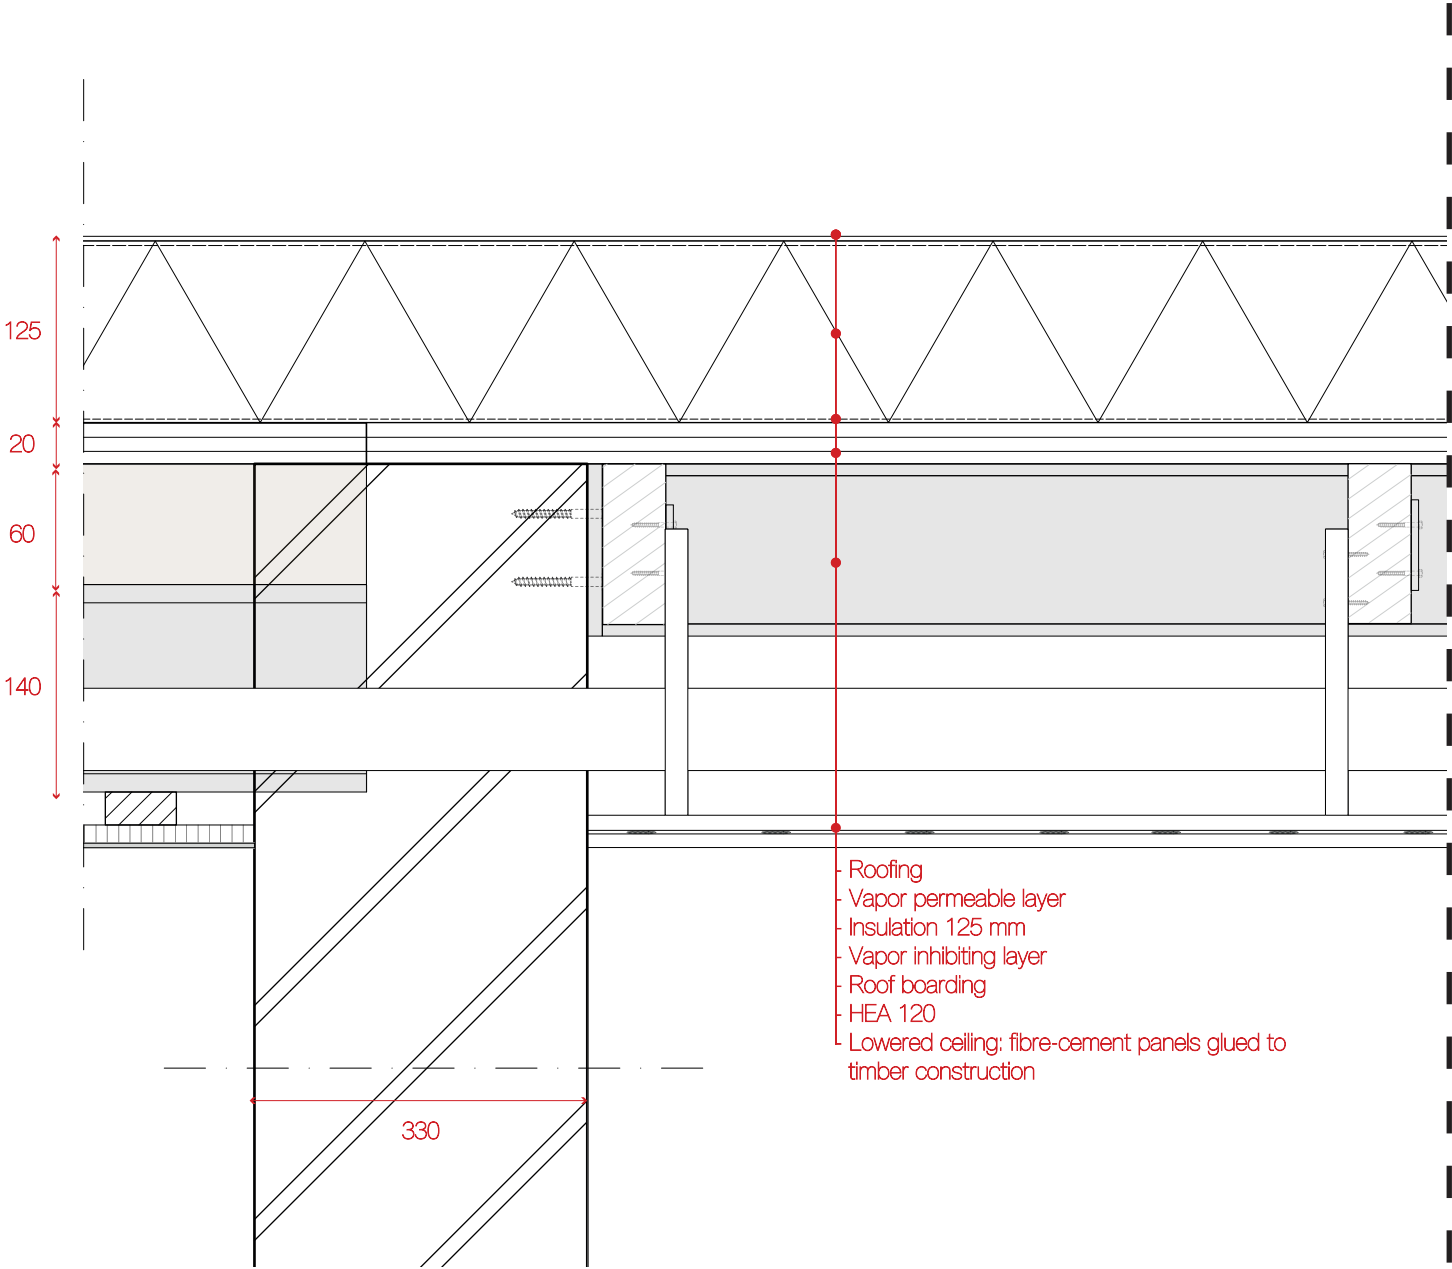 125
20
60
140
Roofing
Vapor permeable layer
Insulation 125 mm
Vapor inhibiting layer
Roof boarding
HEA 120
Lowered ceiling: fibre-cement panels glued to
timber construction
330